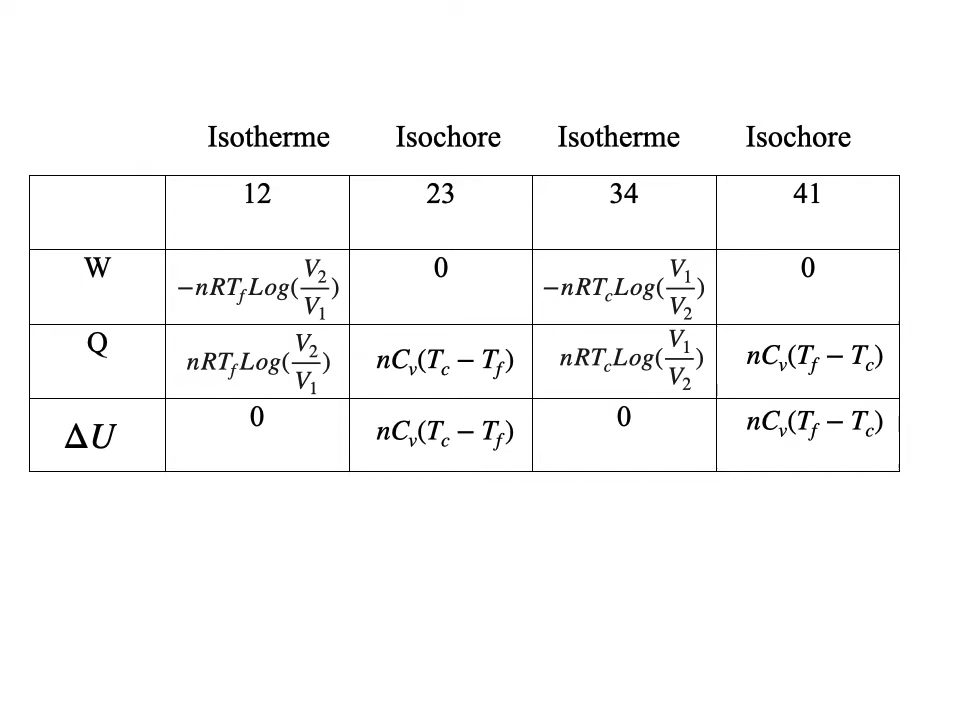 Isotherme Isochore Isotherme Isochore
12 23 34 41
W −nRT_f Log(V_2/V_1) 0 −nRT_c Log(V_1/V_2) 0
Q nRT_f Log(V_2/V_1) nC_v(T_c − T_f) nRT_c Log(V_1/V_2) nC_v(T_f − T_c)
ΔU 0 nC_v(T_c − T_f) 0 nC_v(T_f − T_c)